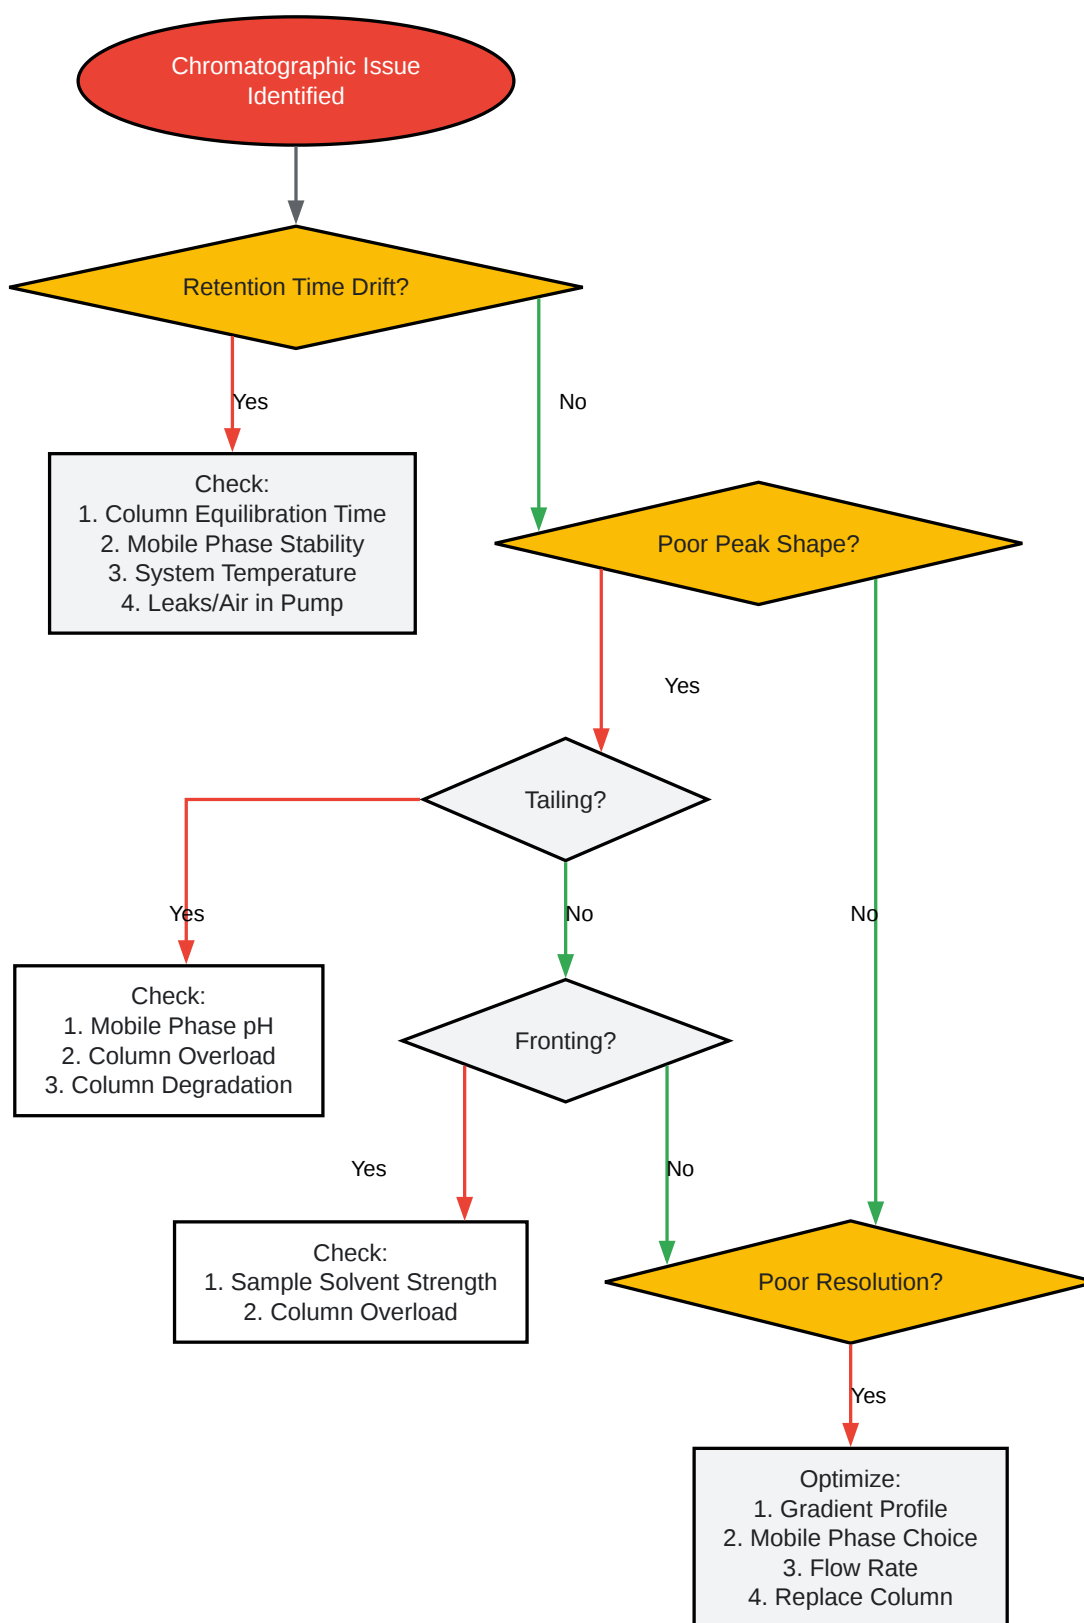 Chromatographic Issue
Identified
Retention Time Drift?
Yes
No
Check:
1. Column Equilibration Time
2. Mobile Phase Stability
3. System Temperature
4. Leaks/Air in Pump
Poor Peak Shape?
Yes
Tailing?
Yes
No
No
Check:
1. Mobile Phase pH
2. Column Overload
3. Column Degradation
Fronting?
Yes
No
Check:
1. Sample Solvent Strength
2. Column Overload
Poor Resolution?
Yes
Optimize:
1. Gradient Profile
2. Mobile Phase Choice
3. Flow Rate
4. Replace Column